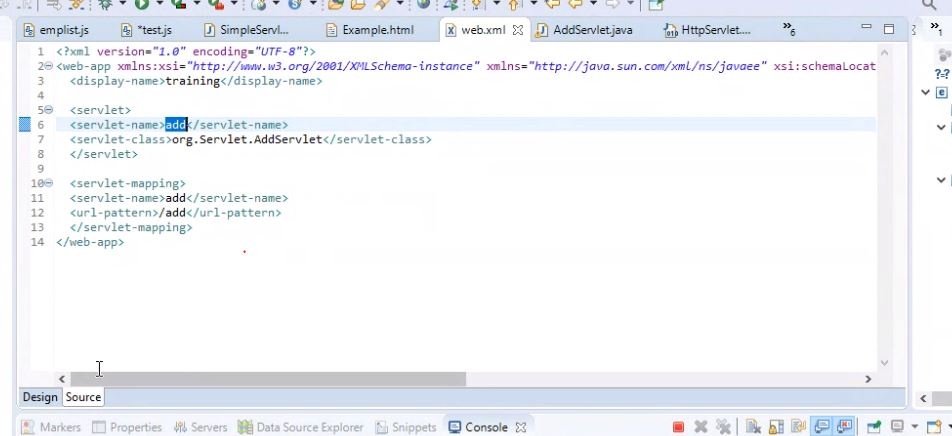 emplist.js *test.js SimpleServl... Example.html web.xml AddServlet.java HttpServlet.... »6 »1
1 <?xml version="1.0" encoding="UTF-8"?>
2 <web-app xmlns:xsi="http://www.w3.org/2001/XMLSchema-instance" xmlns="http://java.sun.com/xml/ns/javaee" xsi:schemaLocat
3 <display-name>training</display-name>
4
5 <servlet>
6 <servlet-name>add</servlet-name>
7 <servlet-class>org.Servlet.AddServlet</servlet-class>
8 </servlet>
9
10 <servlet-mapping>
11 <servlet-name>add</servlet-name>
12 <url-pattern>/add</url-pattern>
13 </servlet-mapping>
14 </web-app>
Design Source
Markers Properties Servers Data Source Explorer Snippets Console